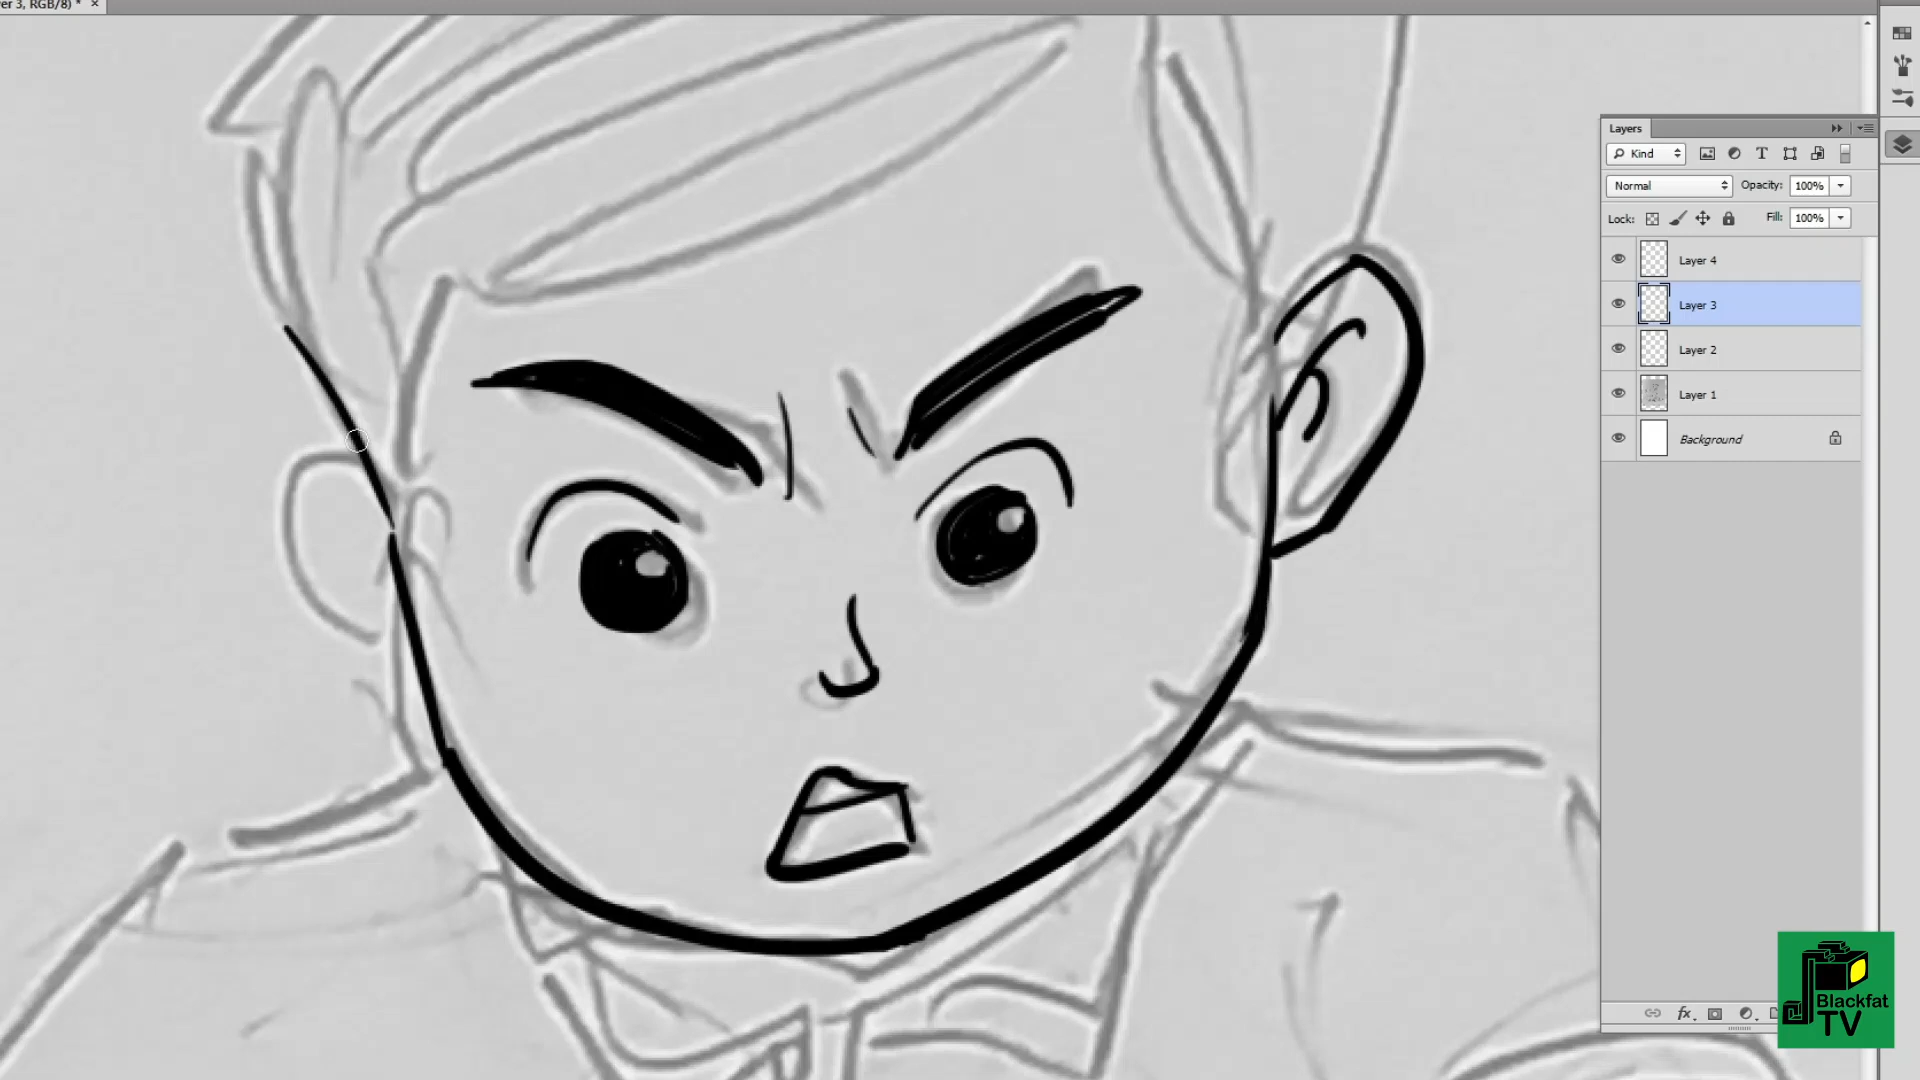 er 3, RGB/8) * ×
Layers
Kind
Normal
Opacity: 100%
Lock:
Fill: 100%
Layer 4
Layer 3
Layer 2
Layer 1
Background
fx
Blackfat
TV